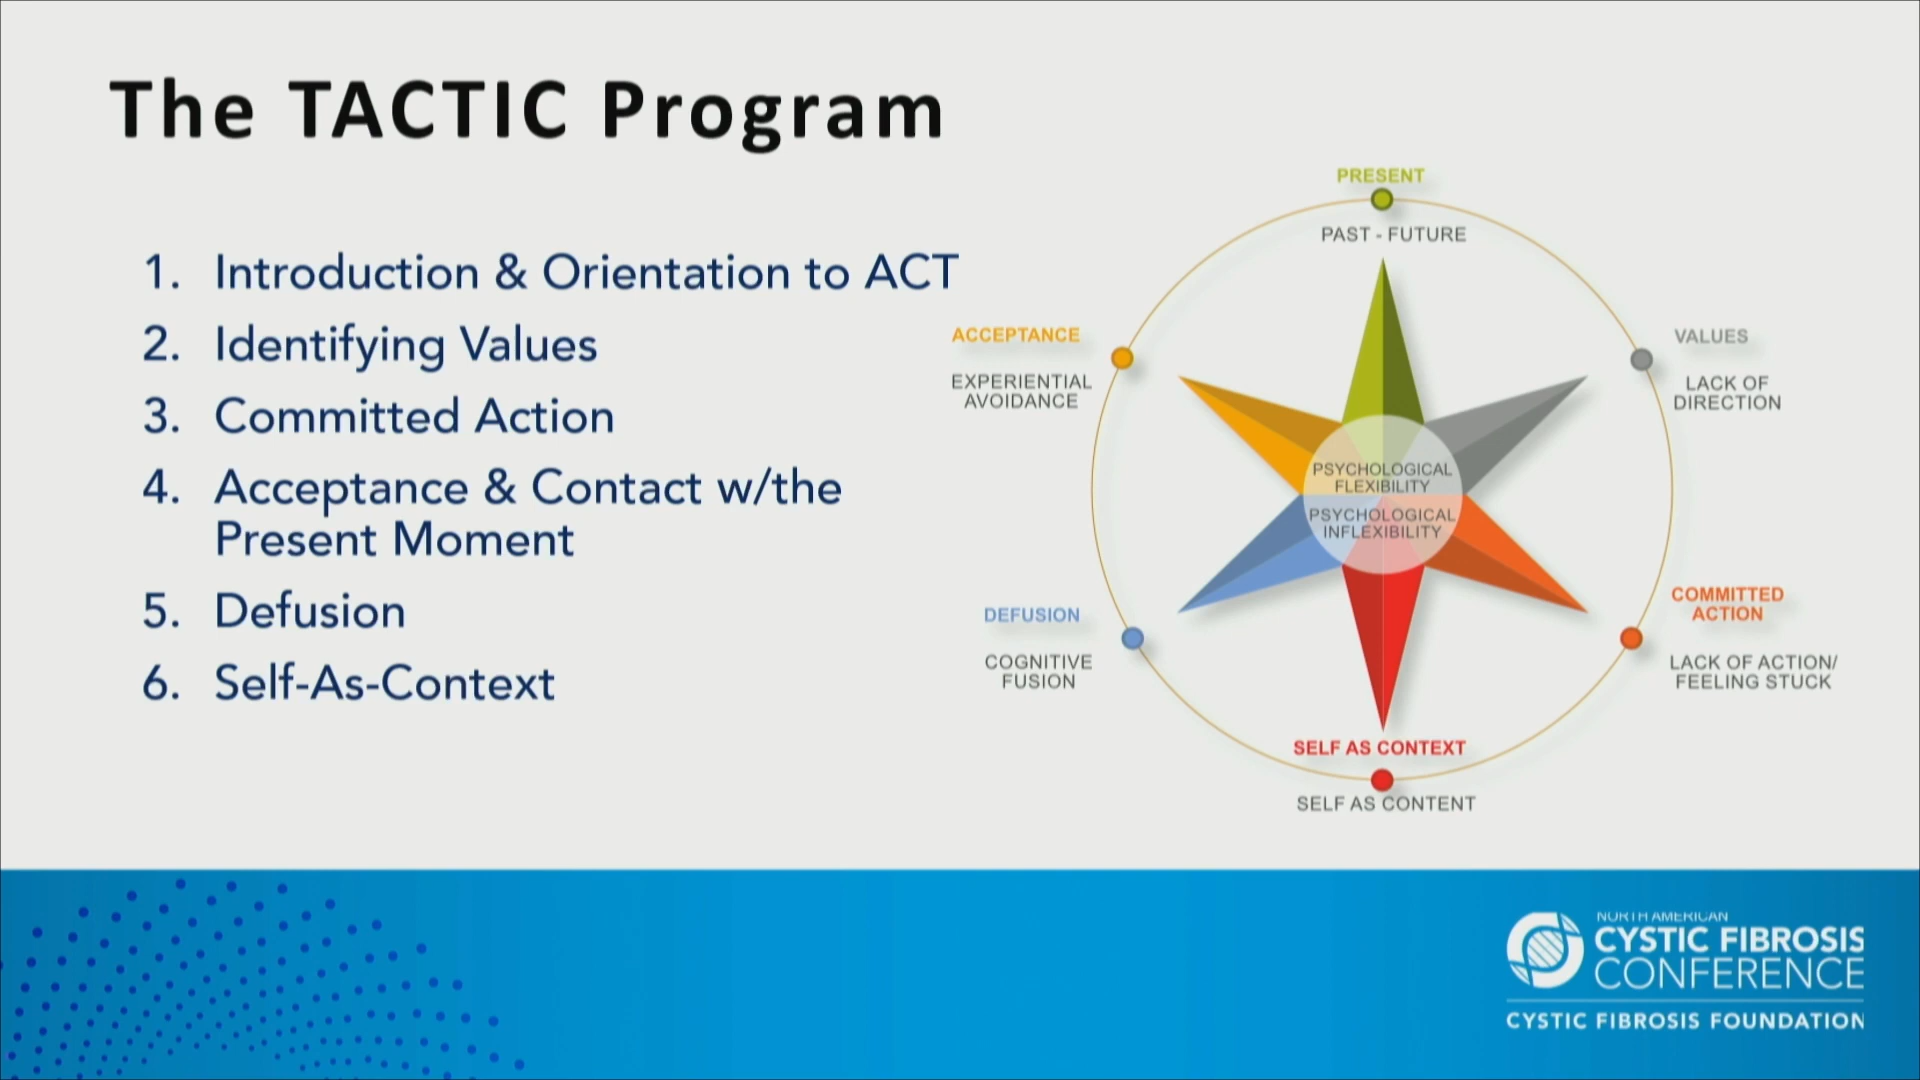 The TACTIC Program
1. Introduction & Orientation to ACT
2. Identifying Values
3. Committed Action
4. Acceptance & Contact w/the
Present Moment
5. Defusion
6. Self-As-Context
PRESENT
PAST - FUTURE
ACCEPTANCE
EXPERIENTIAL
AVOIDANCE
VALUES
LACK OF
DIRECTION
PSYCHOLOGICAL
FLEXIBILITY
PSYCHOLOGICAL
INFLEXIBILITY
DEFUSION
COGNITIVE
FUSION
COMMITTED
ACTION
LACK OF ACTION/
FEELING STUCK
SELF AS CONTEXT
SELF AS CONTENT
NORTH AMERICAN
CYSTIC FIBROSIS
CONFERENCE
CYSTIC FIBROSIS FOUNDATION